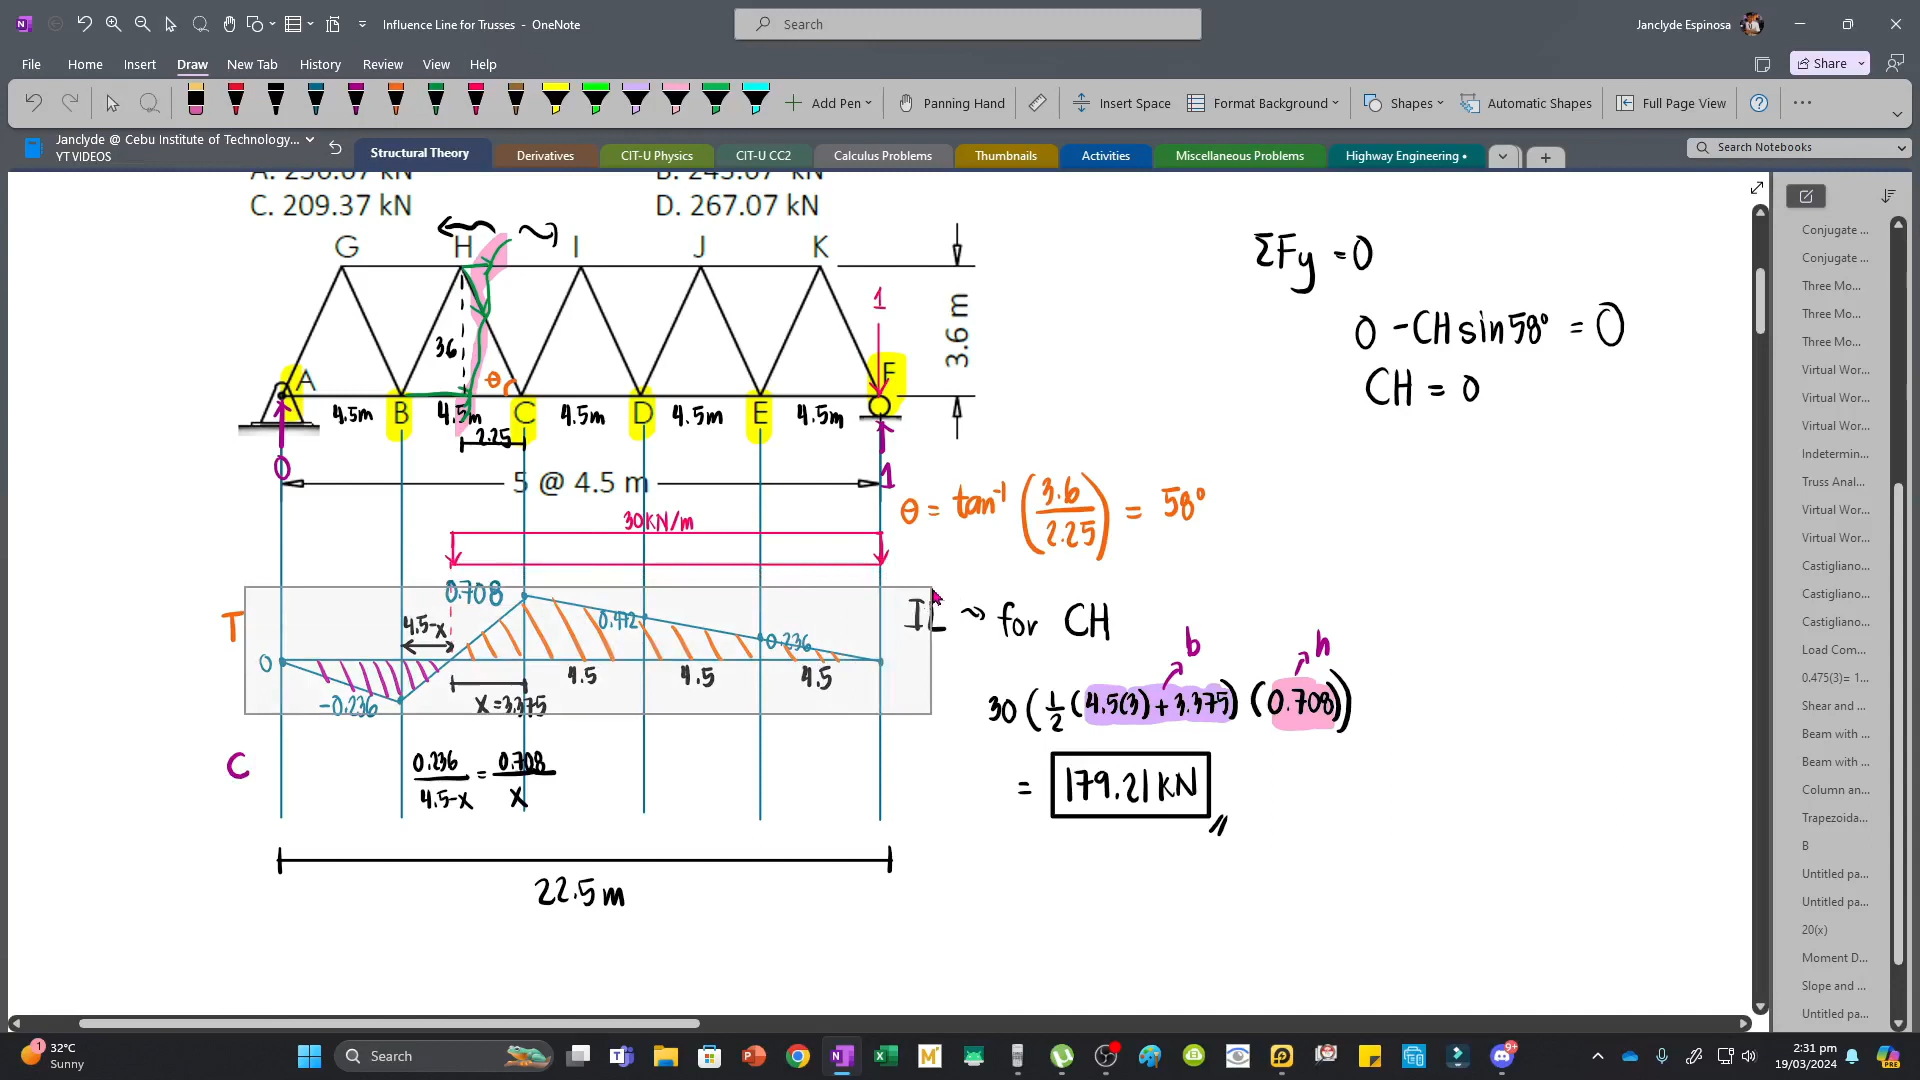 Influence Line for Trusses - OneNote
Search
Janclyde Espinosa
File Home Insert Draw New Tab History Review View Help
Share
Add Pen Panning Hand Insert Space Format Background Shapes Automatic Shapes Full Page View
Janclyde @ Cebu Institute of Technology...
YT VIDEOS
Structural Theory Derivatives CIT-U Physics CIT-U CC2 Calculus Problems Thumbnails Activities Miscellaneous Problems Highway Engineering •
Search Notebooks
C. 209.37 kN D. 267.07 kN
G H I J K
1
36
3.6 m
θ
A B C D E F
4.5m 4.5m 4.5m 4.5m 4.5m
2.25
0 1
5 @ 4.5 m
30 KN/m
ΣFy = 0
0 - CH sin 58° = 0
CH = 0
θ = tan⁻¹ (3.6/2.25) = 58°
T
0.708
4.5-x
0.472
0.236
0
-0.236
x = 3.375
4.5 4.5 4.5
IL ~> for CH
b h
30 (1/2 (4.5(3) + 3.375) (0.708))
= 179.21 KN
C
0.236/4.5-x = 0.708/x
22.5 m
Conjugate ...
Conjugate ...
Three Mo...
Three Mo...
Three Mo...
Virtual Wor...
Virtual Wor...
Virtual Wor...
Indetermin...
Truss Anal...
Virtual Wor...
Virtual Wor...
Castigliano...
Castigliano...
Castigliano...
Load Com...
0.475(3)= 1...
Shear and ...
Beam with ...
Beam with ...
Column an...
Trapezoida...
B
Untitled pa...
Untitled pa...
20(x)
Moment D...
Slope and ...
Untitled pa...
1
32°C
Sunny
Search
9+
2:31 pm
19/03/2024